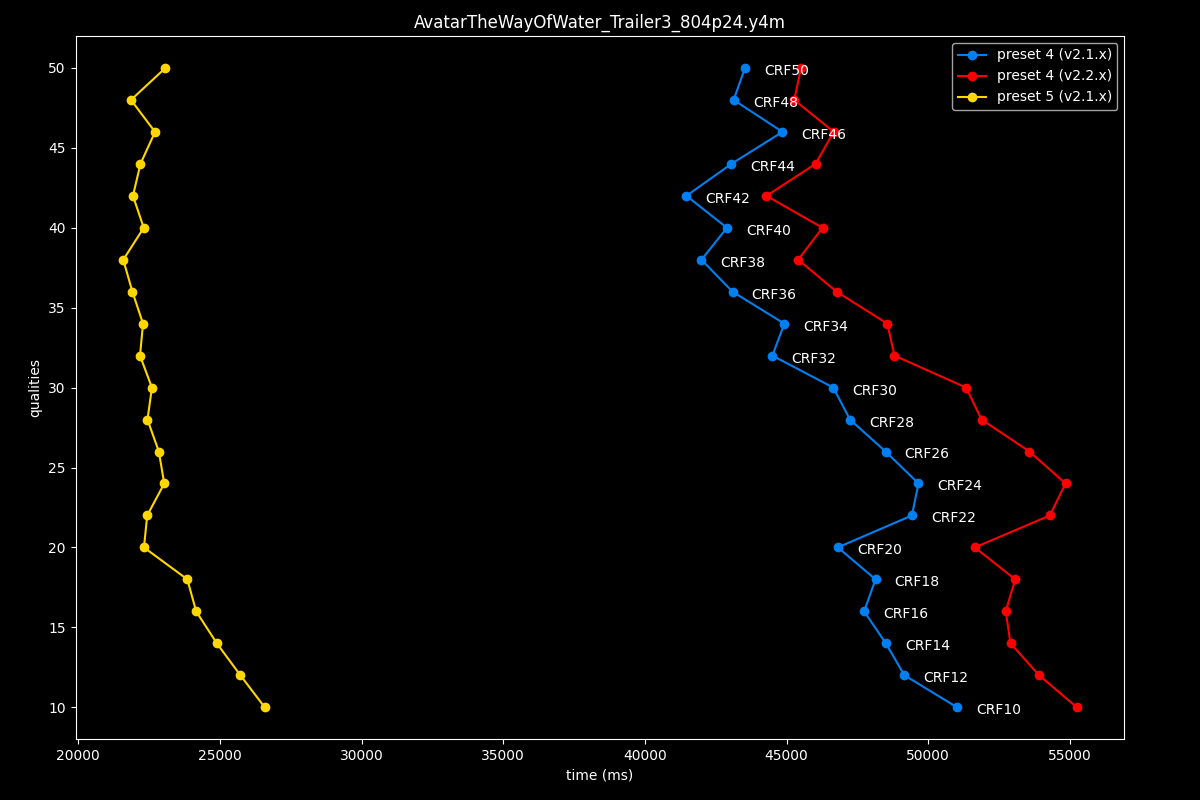 AvatarTheWayOfWater_Trailer3_804p24.y4m
preset 4 (v2.1.x)
preset 4 (v2.2.x)
preset 5 (v2.1.x)
50
45
40
35
30
25
20
15
10
qualities
CRF50
CRF48
CRF46
CRF44
CRF42
CRF40
CRF38
CRF36
CRF34
CRF32
CRF30
CRF28
CRF26
CRF24
CRF22
CRF20
CRF18
CRF16
CRF14
CRF12
CRF10
20000 25000 30000 35000 40000 45000 50000 55000
time (ms)